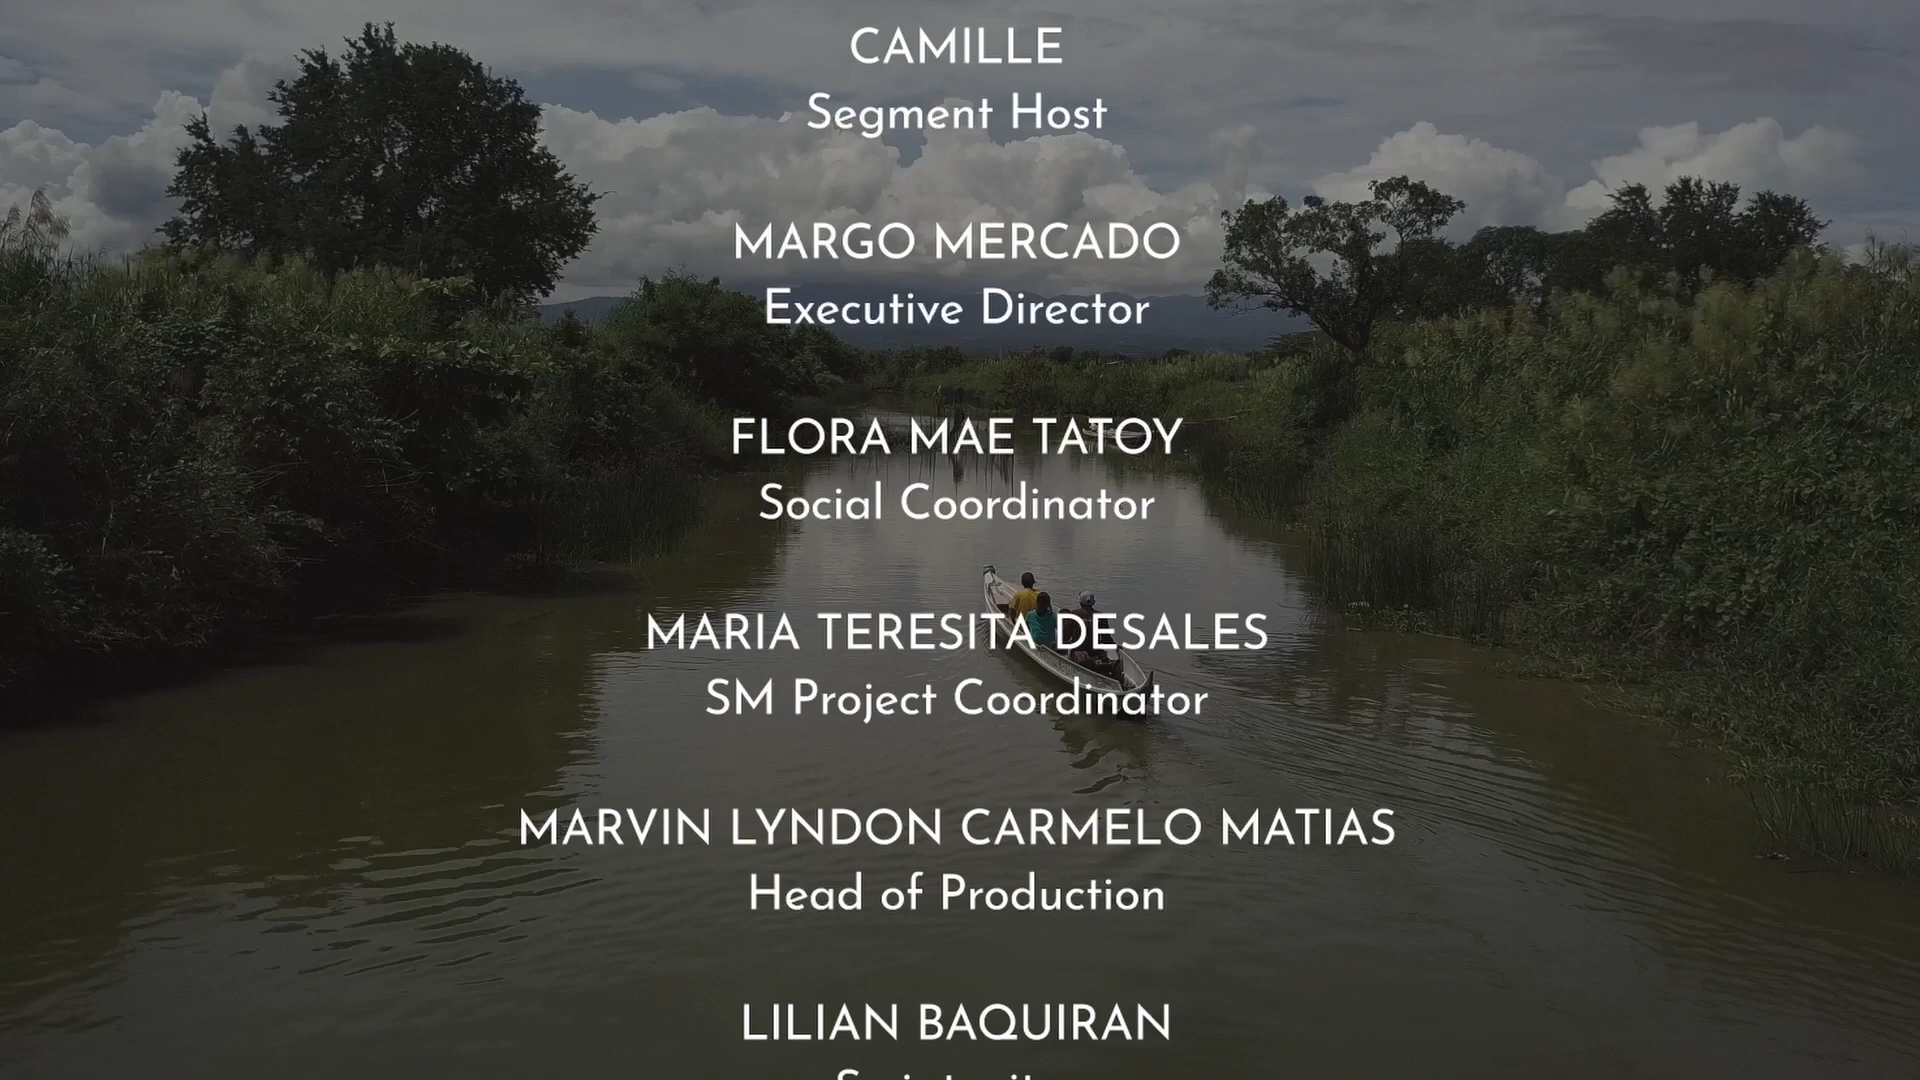 CAMILLE
Segment Host
MARGO MERCADO
Executive Director
FLORA MAE TATOY
Social Coordinator
MARIA TERESITA DESALES
SM Project Coordinator
MARVIN LYNDON CARMELO MATIAS
Head of Production
LILIAN BAQUIRAN